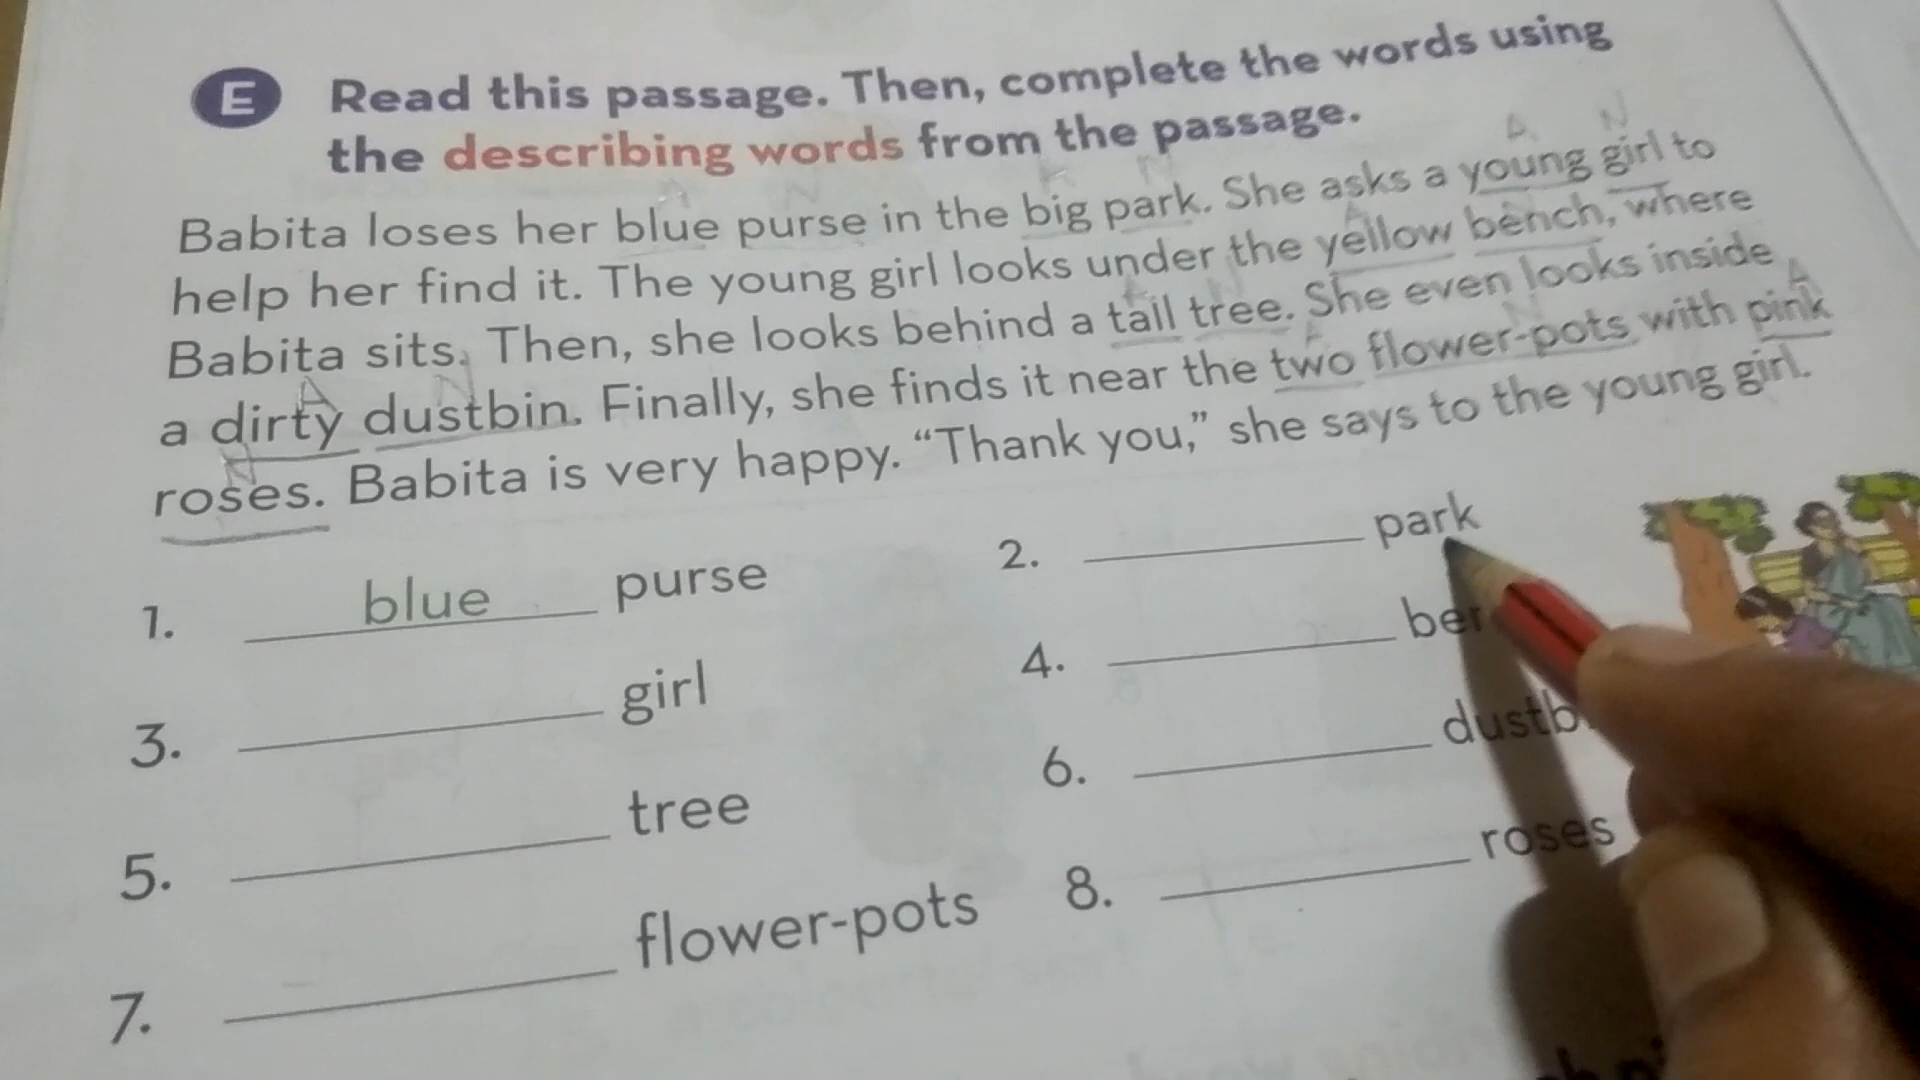 E Read this passage. Then, complete the words using
the describing words from the passage.
Babita loses her blue purse in the big park. She asks a young girl to
help her find it. The young girl looks under the yellow bench, where
Babita sits. Then, she looks behind a tall tree. She even looks inside
a dirty dustbin. Finally, she finds it near the two flower-pots with pink
roses. Babita is very happy. “Thank you,” she says to the young girl.
1. blue purse
2. park
3. girl
4.
5. tree
6.
7. flower-pots
8. roses